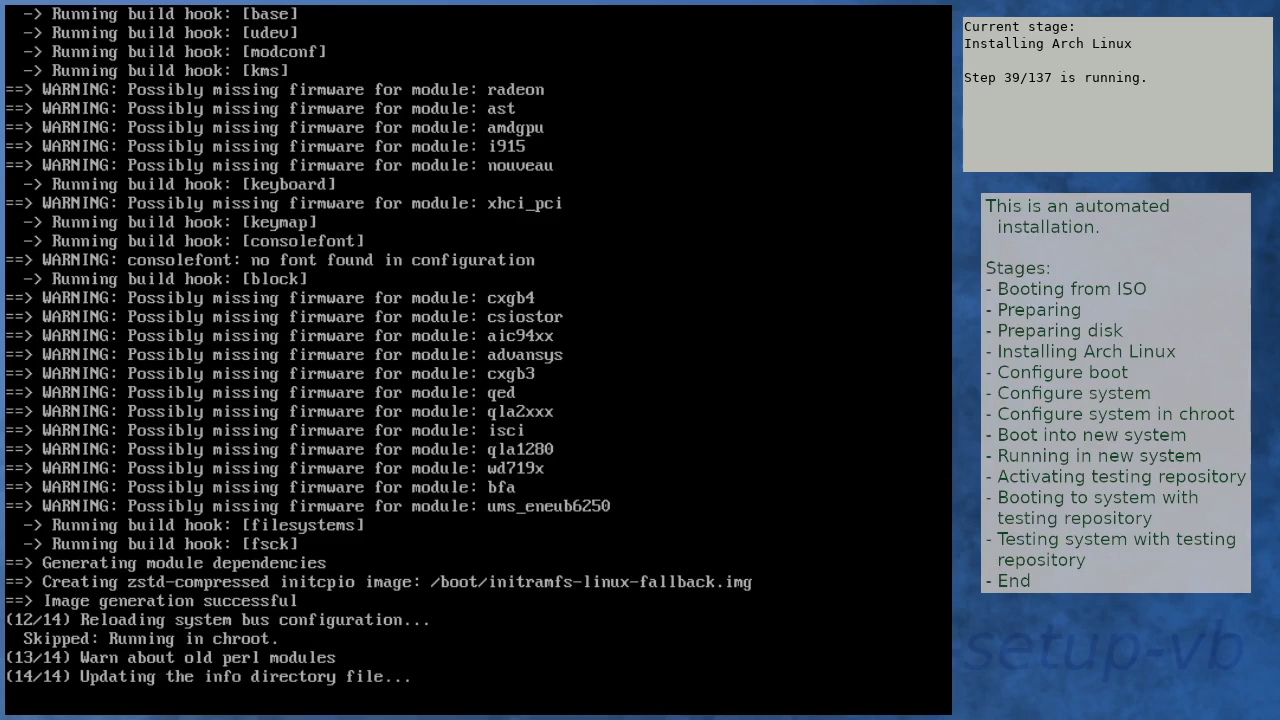 -> Running build hook: [base]
-> Running build hook: [udev]
-> Running build hook: [modconf]
-> Running build hook: [kms]
==> WARNING: Possibly missing firmware for module: radeon
==> WARNING: Possibly missing firmware for module: ast
==> WARNING: Possibly missing firmware for module: amdgpu
==> WARNING: Possibly missing firmware for module: i915
==> WARNING: Possibly missing firmware for module: nouveau
-> Running build hook: [keyboard]
==> WARNING: Possibly missing firmware for module: xhci_pci
-> Running build hook: [keymap]
-> Running build hook: [consolefont]
==> WARNING: consolefont: no font found in configuration
-> Running build hook: [block]
==> WARNING: Possibly missing firmware for module: cxgb4
==> WARNING: Possibly missing firmware for module: csiostor
==> WARNING: Possibly missing firmware for module: aic94xx
==> WARNING: Possibly missing firmware for module: advansys
==> WARNING: Possibly missing firmware for module: cxgb3
==> WARNING: Possibly missing firmware for module: qed
==> WARNING: Possibly missing firmware for module: qla2xxx
==> WARNING: Possibly missing firmware for module: isci
==> WARNING: Possibly missing firmware for module: qla1280
==> WARNING: Possibly missing firmware for module: wd719x
==> WARNING: Possibly missing firmware for module: bfa
==> WARNING: Possibly missing firmware for module: ums_eneub6250
-> Running build hook: [filesystems]
-> Running build hook: [fsck]
==> Generating module dependencies
==> Creating zstd-compressed initcpio image: /boot/initramfs-linux-fallback.img
==> Image generation successful
(12/14) Reloading system bus configuration...
Skipped: Running in chroot.
(13/14) Warn about old perl modules
(14/14) Updating the info directory file...
Current stage:
Installing Arch Linux
Step 39/137 is running.
This is an automated
installation.
Stages:
- Booting from ISO
- Preparing
- Preparing disk
- Installing Arch Linux
- Configure boot
- Configure system
- Configure system in chroot
- Boot into new system
- Running in new system
- Activating testing repository
- Booting to system with
testing repository
- Testing system with testing
repository
- End
setup-vb